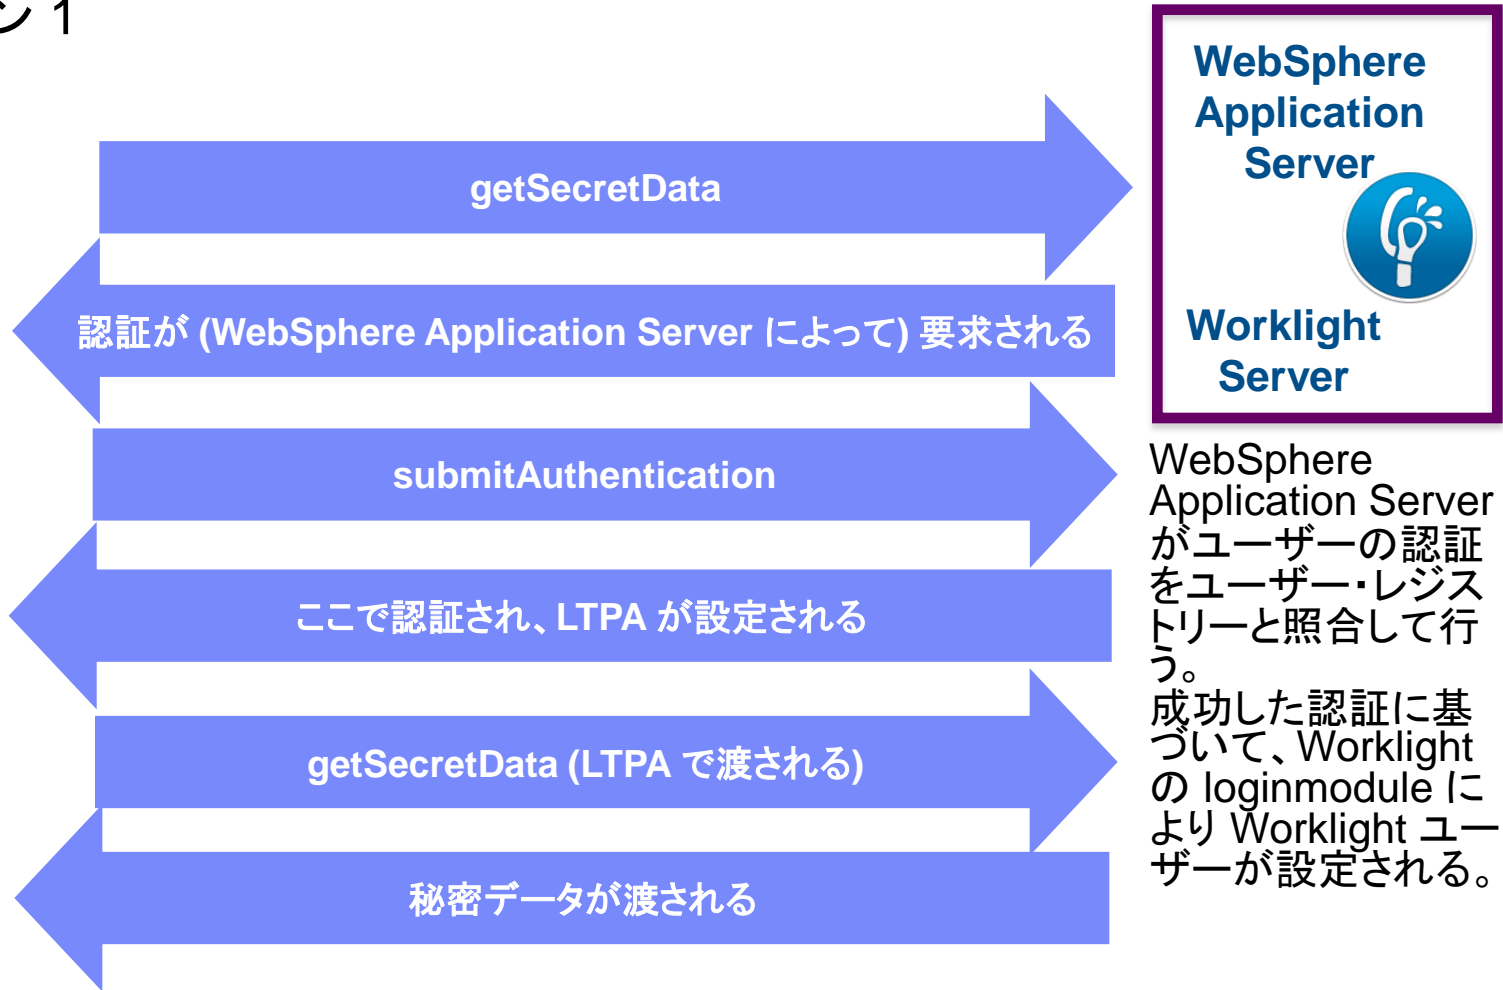 ン 1
getSecretData
認証が (WebSphere Application Server によって) 要求される
submitAuthentication
ここで認証され、LTPA が設定される
getSecretData (LTPA で渡される)
秘密データが渡される
WebSphere
Application
Server
Worklight
Server
WebSphere
Application Server
がユーザーの認証
をユーザー・レジス
トリーと照合して行
う。
成功した認証に基
づいて、Worklight
の loginmodule に
より Worklight ユー
ザーが設定される。